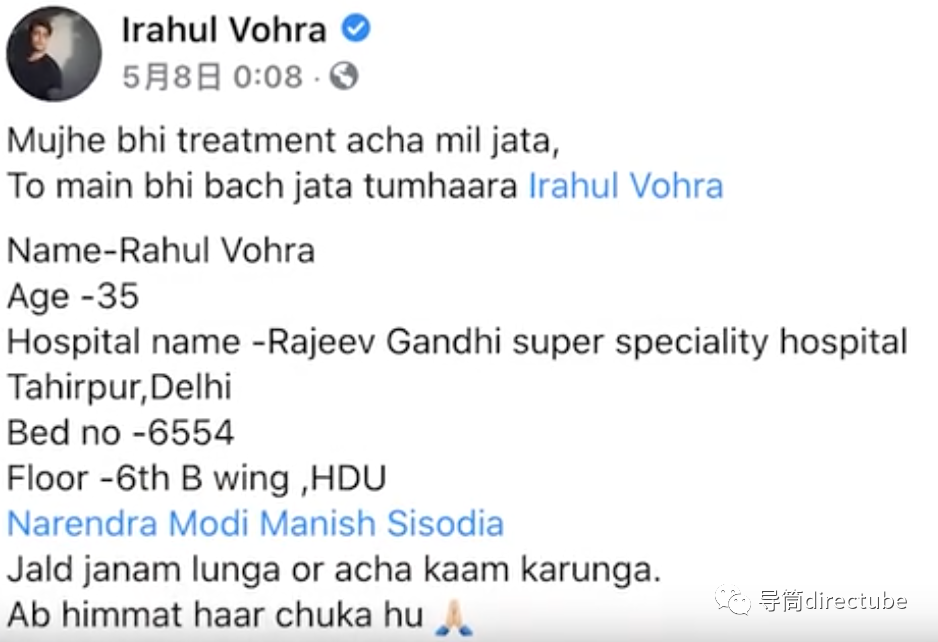 Irahul Vohra
5月8日 0:08 ·
Mujhe bhi treatment acha mil jata,
To main bhi bach jata tumhaara Irahul Vohra
Name-Rahul Vohra
Age -35
Hospital name -Rajeev Gandhi super speciality hospital
Tahirpur,Delhi
Bed no -6554
Floor -6th B wing ,HDU
Narendra Modi Manish Sisodia
Jald janam lunga or acha kaam karunga.
Ab himmat haar chuka hu 🙏🏻
导筒directube